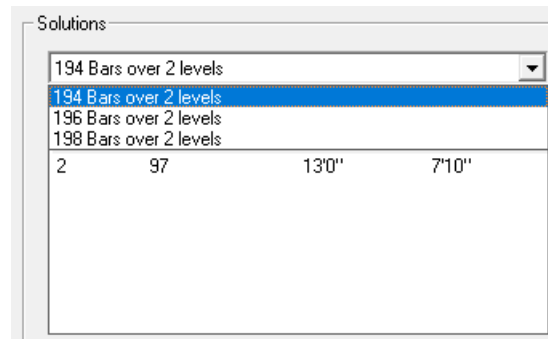 Solutions
194 Bars over 2 levels
194 Bars over 2 levels
196 Bars over 2 levels
198 Bars over 2 levels
2 97 13'0" 7'10"